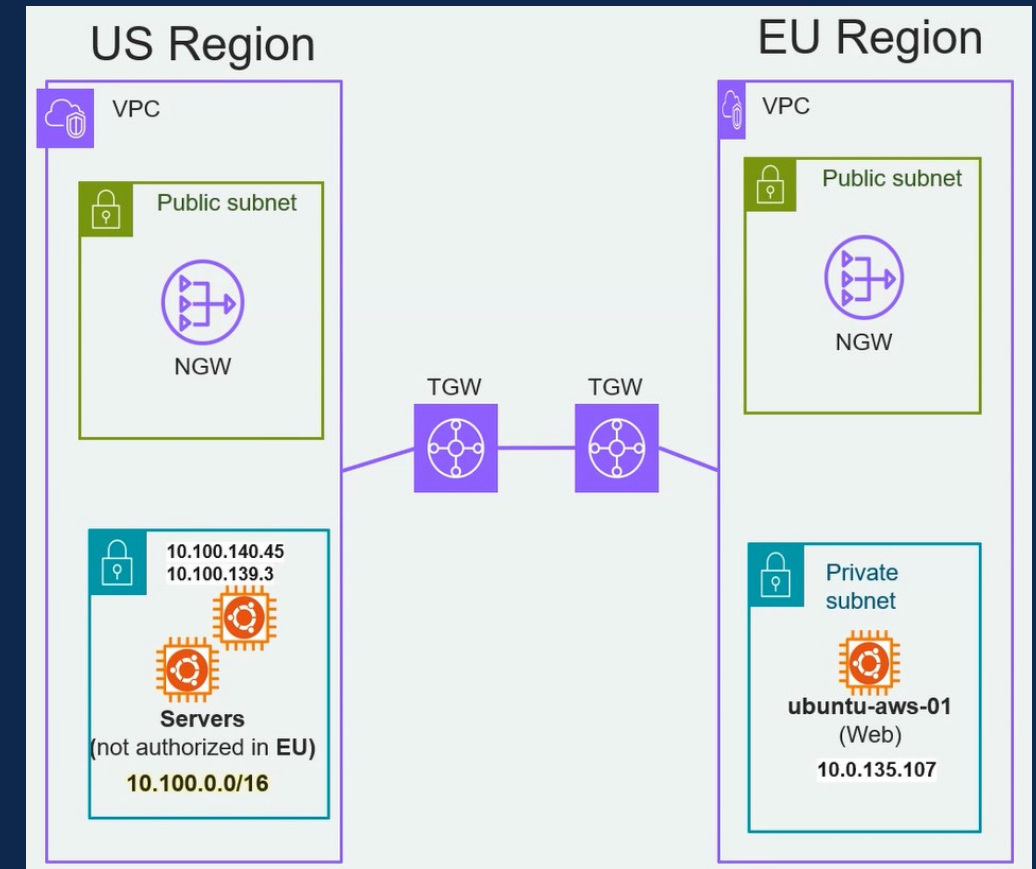 US Region
EU Region
VPC
VPC
Public subnet
Public subnet
NGW
NGW
TGW
TGW
10.100.140.45
10.100.139.3
Servers
(not authorized in EU)
10.100.0.0/16
Private
subnet
ubuntu-aws-01
(Web)
10.0.135.107